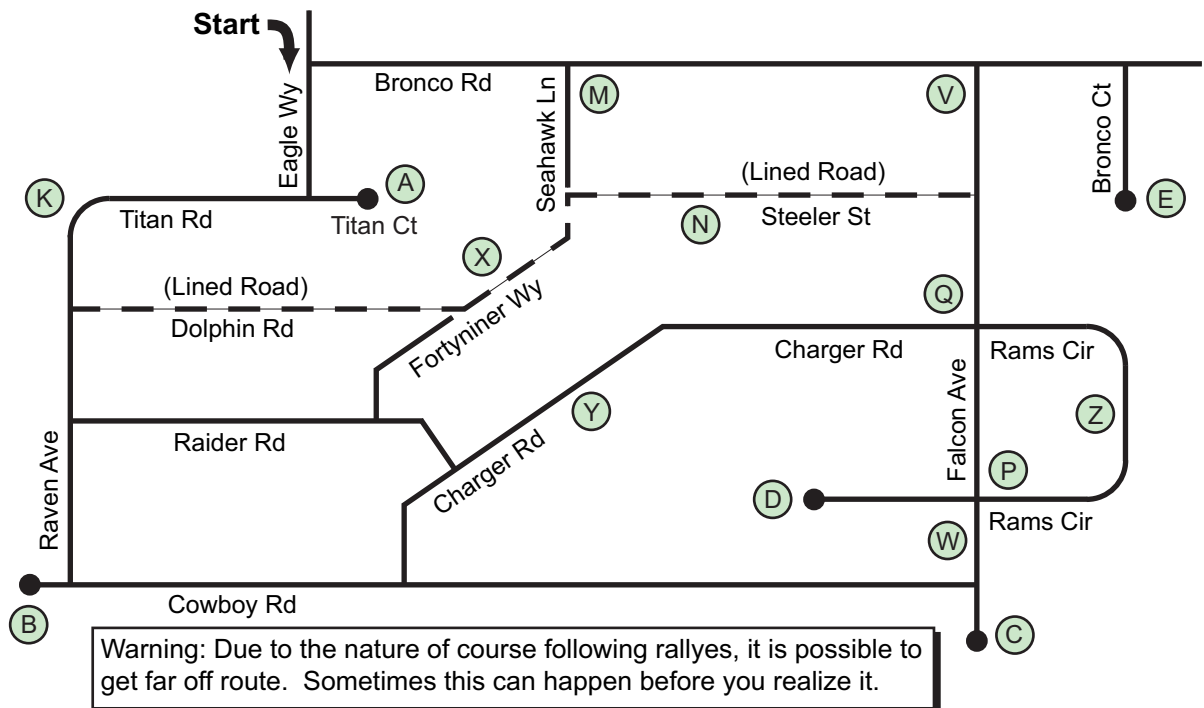 Start
Bronco Rd
Seahawk Ln
M
V
Bronco Ct
Eagle Wy
K
A
(Lined Road)
E
Titan Rd
Titan Ct
N
Steeler St
X
(Lined Road)
Dolphin Rd
Fortyniner Wy
Q
Charger Rd
Rams Cir
Y
Z
Falcon Ave
Raider Rd
Charger Rd
P
D
Rams Cir
Raven Ave
W
Cowboy Rd
B
C
Warning: Due to the nature of course following rallyes, it is possible to
get far off route.  Sometimes this can happen before you realize it.